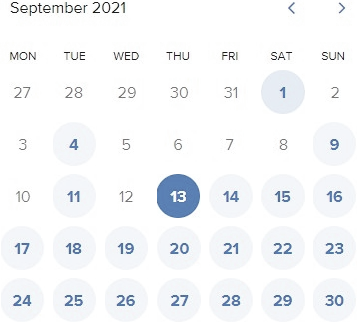 September 2021
MON TUE WED THU FRI SAT SUN
27 28 29 30 31 1 2
3 4 5 6 7 8 9
10 11 12 13 14 15 16
17 18 19 20 21 22 23
24 25 26 27 28 29 30